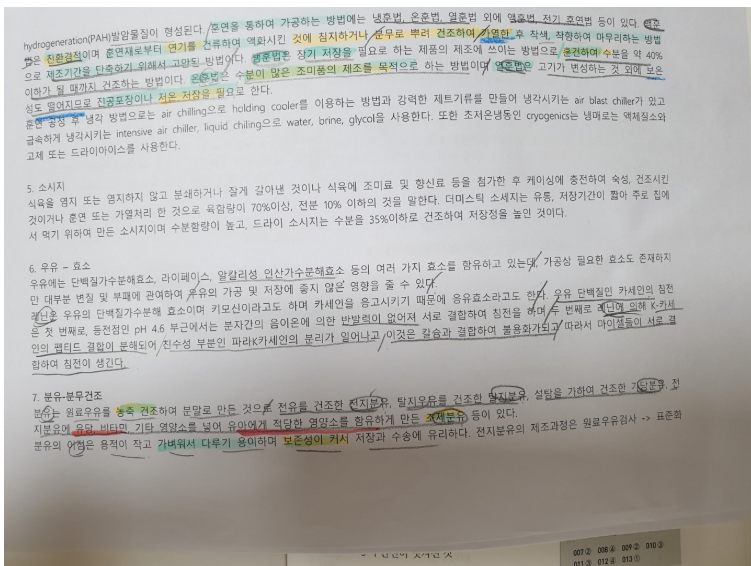 hydrogeneration(PAH)발암물질이 형성된다. 훈연을 통하여 가공하는 방법에는 냉훈법, 온훈법, 열훈법 외에 액훈법, 전기 훈연법 등이 있다. 액훈
법은 친환경적이며 훈연재로부터 연기를 건류하여 액화시킨 것에 침지하거나 분무로 뿌려 건조하여 가열한 후 착색, 착향하여 마무리하는 방법
으로 제조기간을 단축하기 위해서 고안된 방법이다. 냉훈법은 장기 저장을 필요로 하는 제품의 제조에 쓰이는 방법으로 훈건하여 수분을 약 40%
이하가 될 때까지 건조하는 방법이다. 온훈법은 수분이 많은 조미품의 제조를 목적으로 하는 방법이며 열훈법은 고기가 변성하는 것 외에 보존
성도 떨어지므로 진공포장이나 저온 저장을 필요로 한다.
훈연 공정 후 냉각 방법으로는 air chilling으로 holding cooler를 이용하는 방법과 강력한 제트기류를 만들어 냉각시키는 air blast chiller가 있고
급속하게 냉각시키는 intensive air chiller, liquid chiling으로 water, brine, glycol을 사용한다. 또한 초저온냉동인 cryogenics는 냉매로는 액체질소와
고체 또는 드라이아이스를 사용한다.
5. 소시지
식육을 염지 또는 염지하지 않고 분쇄하거나 잘게 갈아낸 것이나 식육에 조미료 및 향신료 등을 첨가한 후 케이싱에 충전하여 숙성, 건조시킨
것이거나 훈연 또는 가열처리 한 것으로 육함량이 70%이상, 전분 10% 이하의 것을 말한다. 더미스틱 소세지는 유통, 저장기간이 짧아 주로 집에
서 먹기 위하여 만든 소시지이며 수분함량이 높고, 드라이 소시지는 수분을 35%이하로 건조하여 저장정을 높인 것이다.
6. 우유 – 효소
우유에는 단백질가수분해효소, 라이페이스, 알칼리성 인산가수분해효소 등의 여러 가지 효소를 함유하고 있는데, 가공상 필요한 효소도 존재하지
만 대부분 변질 및 부패에 관여하여 우유의 가공 및 저장에 좋지 않은 영향을 줄 수 있다.
레닌은 우유의 단백질가수분해 효소이며 키모신이라고도 하며 카세인을 응고시키기 때문에 응유효소라고도 한다. 우유 단백질인 카세인의 침전
은 첫 번째로, 등전점인 pH 4.6 부근에서는 분자간의 음이온에 의한 반발력이 없어져 서로 결합하여 침전을 하며 두 번째로 레닌에 의해 K-카세
인의 펩티드 결합이 분해되어 친수성 부분인 파라K카세인의 분리가 일어나고 이것은 칼슘과 결합하여 불용화가되고 따라서 마이셀들이 서로 결
합하여 침전이 생긴다.
7. 분유-분무건조
분유는 원료우유를 농축 건조하여 분말로 만든 것으로 전유를 건조한 전지분유, 탈지우유를 건조한 탈지분유, 설탕을 가하여 건조한 가당분유, 전
지분유에 유당, 비타민, 기타 영양소를 넣어 유아에게 적당한 영양소를 함유하게 만든 조제분유 등이 있다.
분유의 이점은 용적이 작고 가벼워서 다루기 용이하며 보존성이 커서 저장과 수송에 유리하다. 전지분유의 제조과정은 원료우유검사 -> 표준화
007② 008④ 009② 010③
011③ 012④ 013①